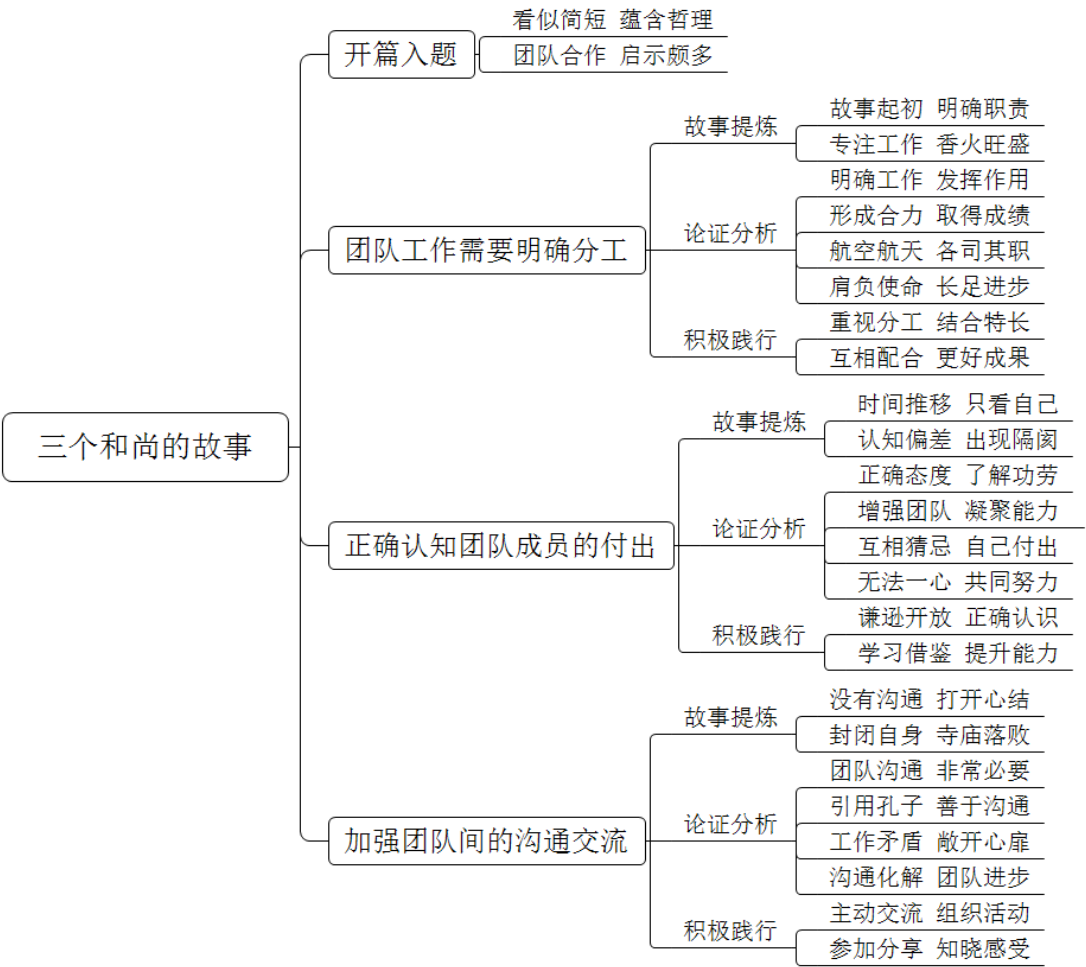 三个和尚的故事
开篇入题
看似简短 蕴含哲理
团队合作 启示颇多
团队工作需要明确分工
故事提炼
故事起初 明确职责
专注工作 香火旺盛
论证分析
明确工作 发挥作用
形成合力 取得成绩
航空航天 各司其职
肩负使命 长足进步
积极践行
重视分工 结合特长
互相配合 更好成果
正确认知团队成员的付出
故事提炼
时间推移 只看自己
认知偏差 出现隔阂
论证分析
正确态度 了解功劳
增强团队 凝聚能力
互相猜忌 自己付出
无法一心 共同努力
积极践行
谦逊开放 正确认识
学习借鉴 提升能力
加强团队间的沟通交流
故事提炼
没有沟通 打开心结
封闭自身 寺庙落败
论证分析
团队沟通 非常必要
引用孔子 善于沟通
工作矛盾 敞开心扉
沟通化解 团队进步
积极践行
主动交流 组织活动
参加分享 知晓感受